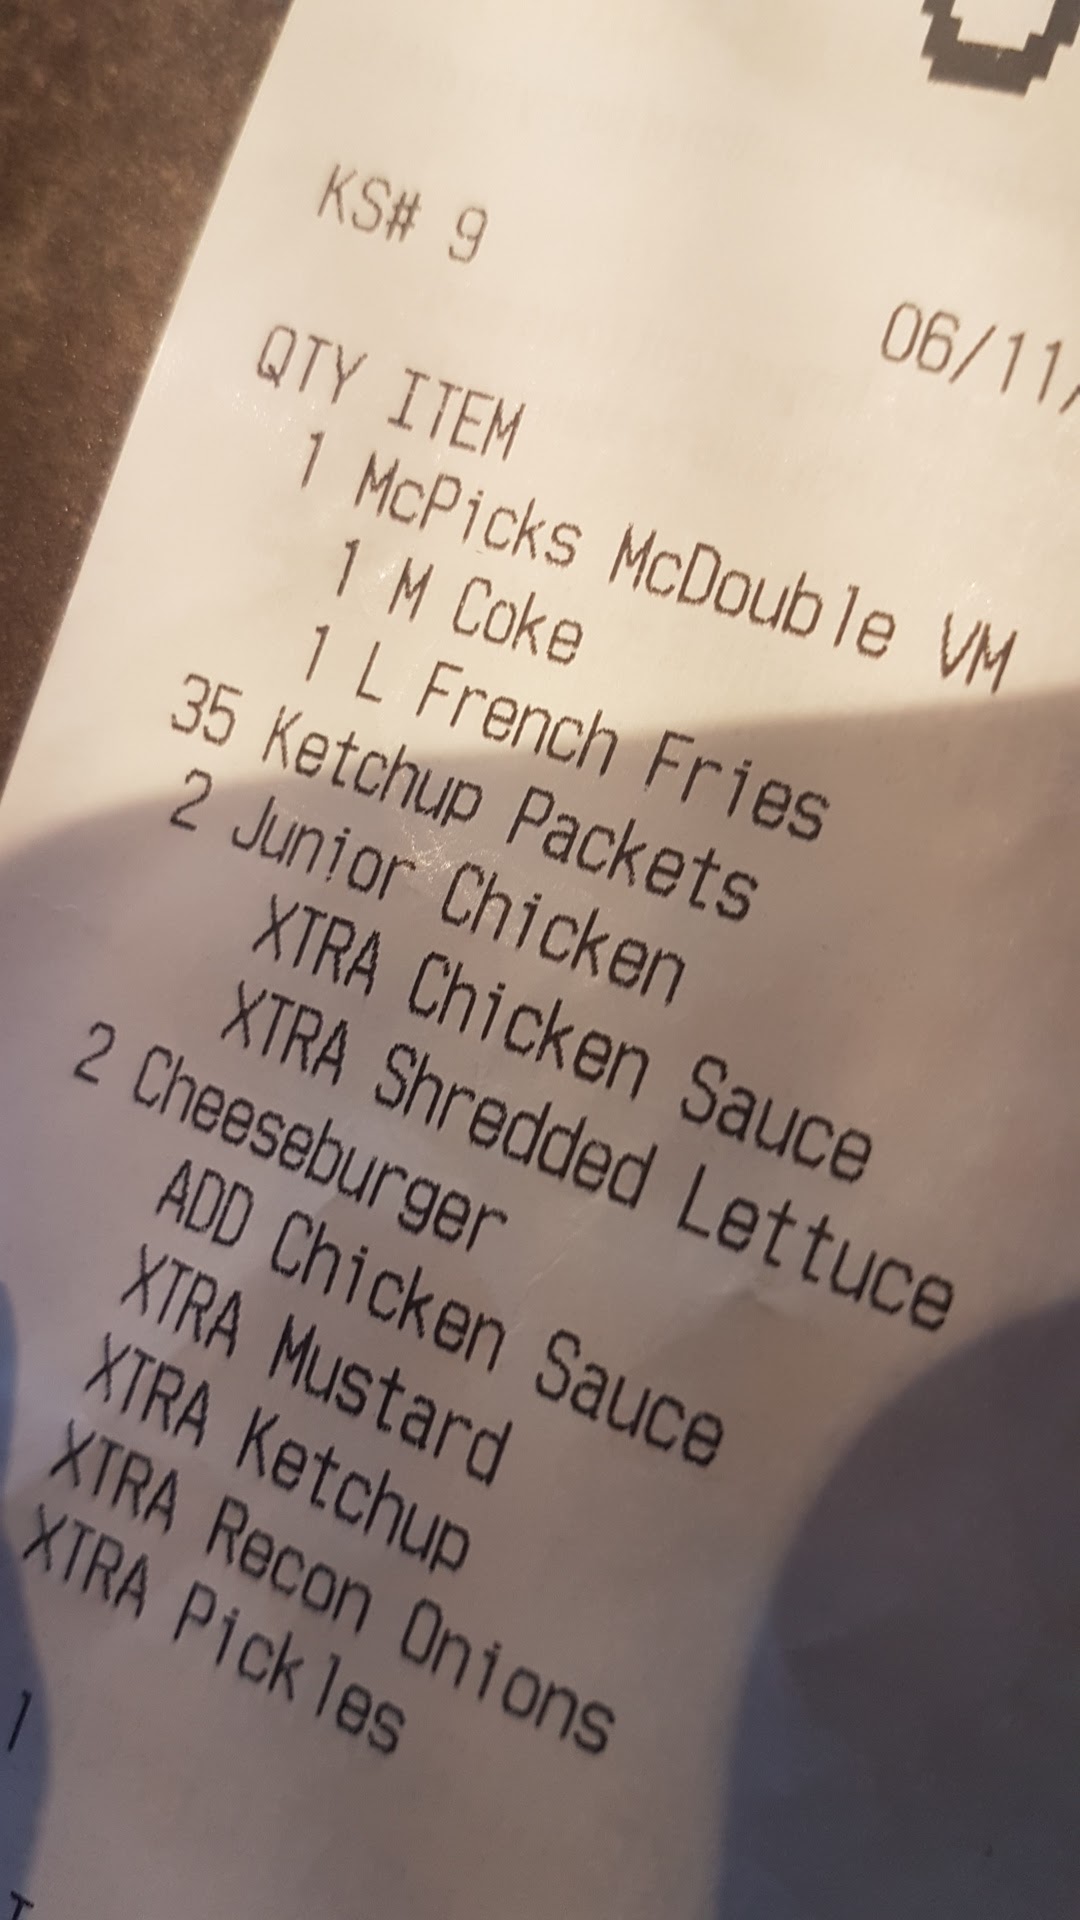 KS# 9
06/11/
QTY ITEM
1 McPicks McDouble VM
1 M Coke
1 L French Fries
35 Ketchup Packets
2 Junior Chicken
XTRA Chicken Sauce
XTRA Shredded Lettuce
2 Cheeseburger
ADD Chicken Sauce
XTRA Mustard
XTRA Ketchup
XTRA Recon Onions
XTRA Pickles
1